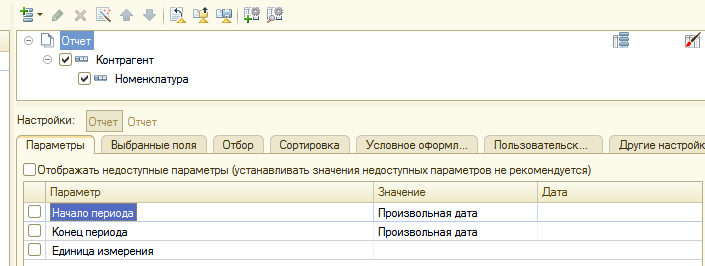 Отчет
Контрагент
Номенклатура
Настройки: Отчет Отчет
Параметры Выбранные поля Отбор Сортировка Условное оформл... Пользовательск... Другие настройк
Отображать недоступные параметры (устанавливать значения недоступных параметров не рекомендуется)
Параметр Значение Дата
Начало периода Произвольная дата
Конец периода Произвольная дата
Единица измерения